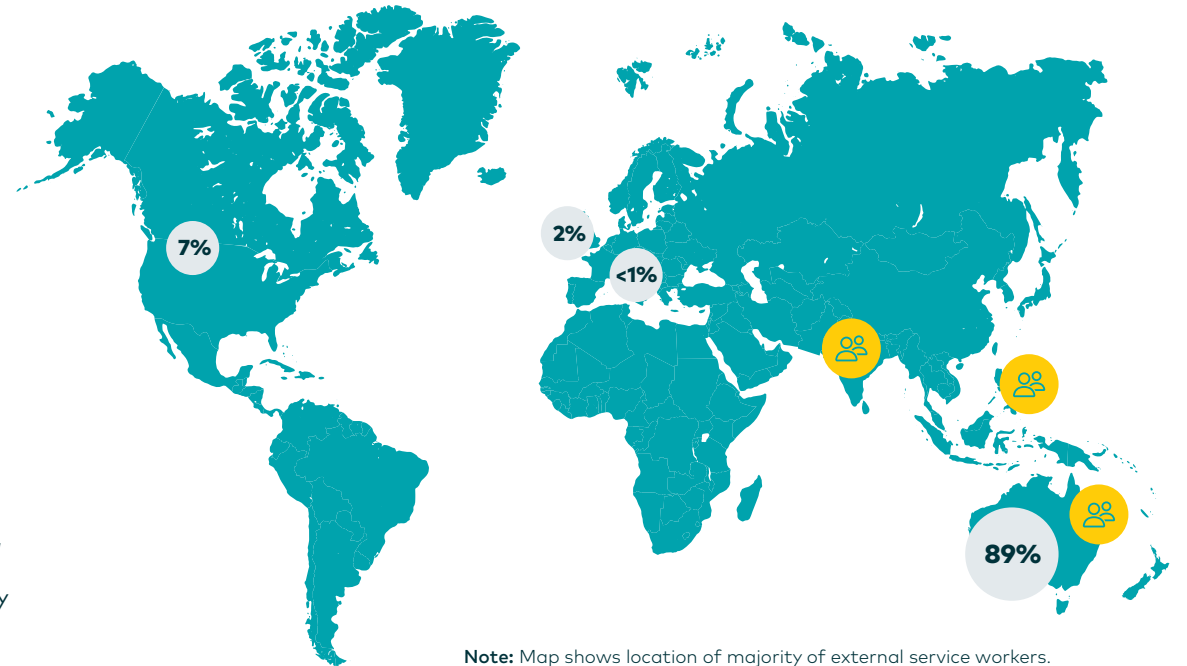 7%
2%
<1%
89%
Note: Map shows location of majority of external service workers.